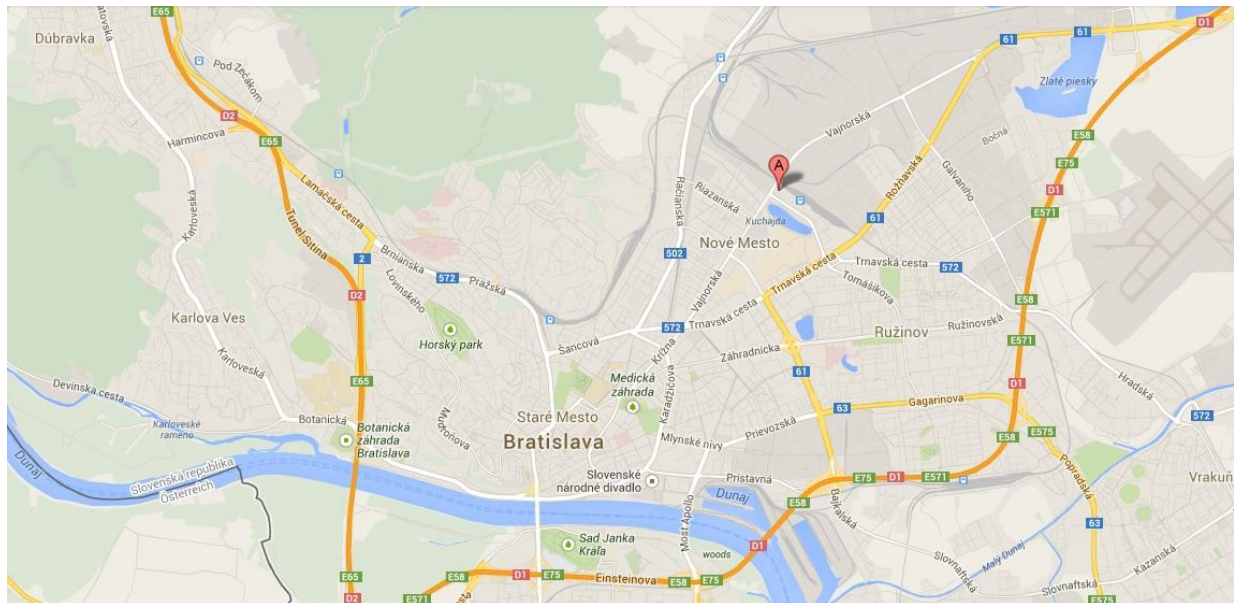 E65
Dúbravka
Pod Zečákom
D2
Harmincova
E65
Karloveská
Lamačská cesta
Tunel Sitina
2
Brnianska
572
Pražská
Lovinského
D2
Karlova Ves
Horský park
Karloveská
E65
Devínska cesta
Karloveské
rameno
Botanická
Botanická
záhrada
Bratislava
Mudroňova
Dunaj
Slovenská republika
Österreich
Staré Mesto
Bratislava
Medická
záhrada
Šancová
Krížna
Karadžičova
Slovenské
národné divadlo
Mlynské nivy
Sad Janka
Kráľa
Most Apollo
Dunaj
woods
Prístavná
E65
D2
E571
E58
D1
E75
Einsteinova
E58
E75
D1
E58
Račianska
502
Riazanská
A
Kuchajda
Nové Mesto
Vajnorská
Vajnorská
572
Trnavská cesta
Trnavská cesta
61
Rožňavská
61
61
61
D1
Zlaté piesky
Bočná
Galvaniho
E58
E75
D1
E571
Trnavská cesta
572
Tomášikova
Ružinov
Ružinovská
Záhradnícka
61
63
Gagarinova
Prievozská
E58
E571
D1
E58
E575
Hradská
572
Vrakuň
Popradská
63
E75
D1
E571
Bajkalská
Slovnaftská
Malý Dunaj
Slovnaftská
Kazanská
E575